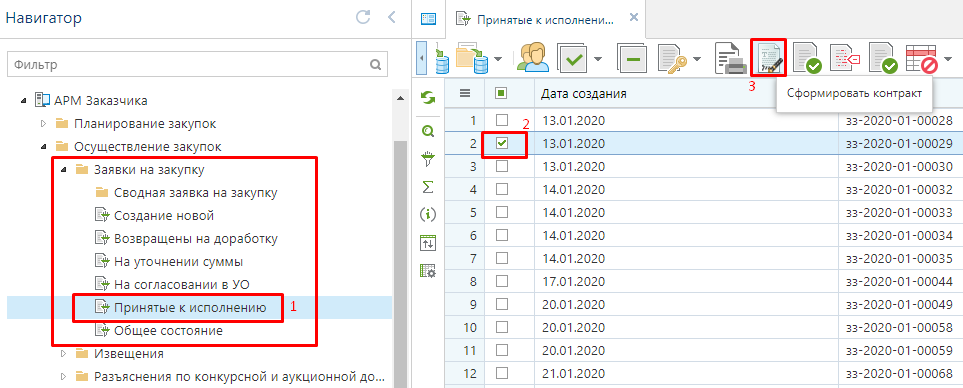 Навигатор
Фильтр
АРМ Заказчика
Планирование закупок
Осуществление закупок
Заявки на закупку
Сводная заявка на закупку
Создание новой
Возвращены на доработку
На уточнении суммы
На согласовании в УО
Принятые к исполнению 1
Общее состояние
Извещения
Разъяснения по конкурсной и аукционной до...
Принятые к исполнени...
3
Сформировать контракт
Дата создания
2
1 13.01.2020 зз-2020-01-00028
2 13.01.2020 зз-2020-01-00029
3 13.01.2020 зз-2020-01-00030
4 14.01.2020 зз-2020-01-00032
5 14.01.2020 зз-2020-01-00033
6 14.01.2020 зз-2020-01-00034
7 14.01.2020 зз-2020-01-00035
8 17.01.2020 зз-2020-01-00044
9 20.01.2020 зз-2020-01-00049
10 20.01.2020 зз-2020-01-00058
11 20.01.2020 зз-2020-01-00059
12 21.01.2020 зз-2020-01-00068